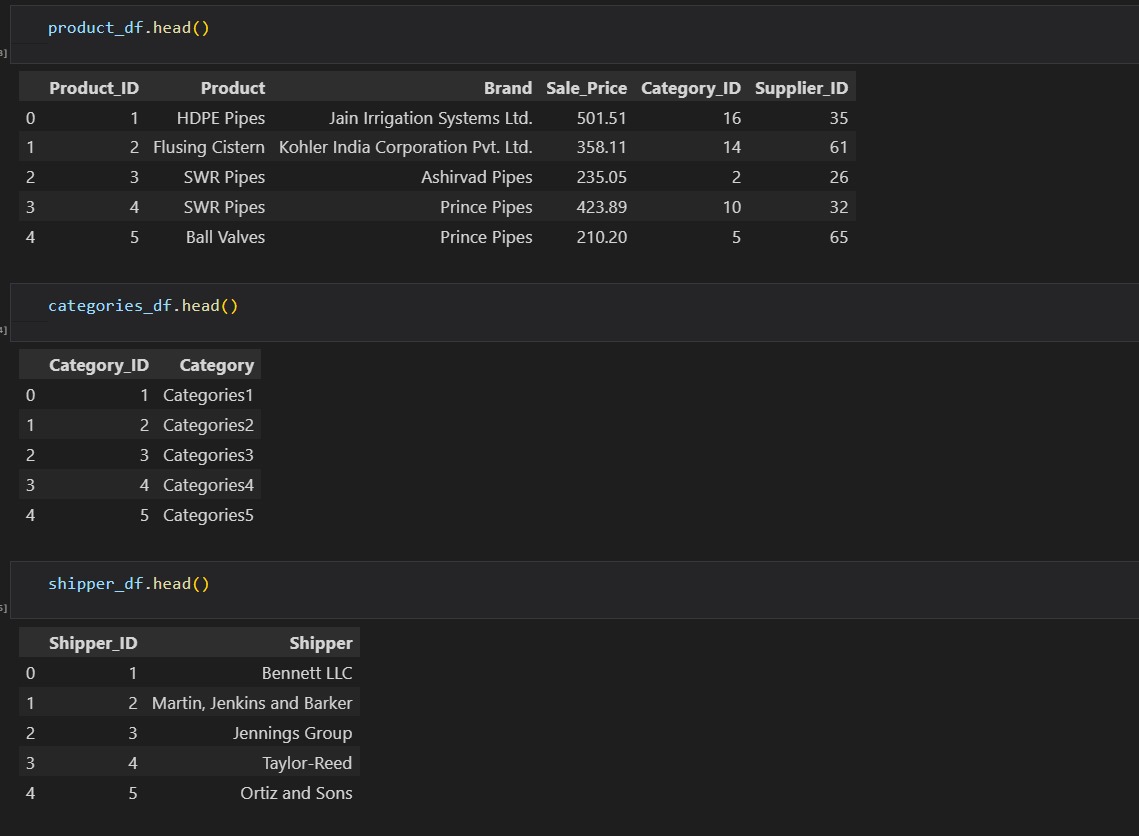 product_df.head()
3]
Product_ID Product Brand Sale_Price Category_ID Supplier_ID
0 1 HDPE Pipes Jain Irrigation Systems Ltd. 501.51 16 35
1 2 Flusing Cistern Kohler India Corporation Pvt. Ltd. 358.11 14 61
2 3 SWR Pipes Ashirvad Pipes 235.05 2 26
3 4 SWR Pipes Prince Pipes 423.89 10 32
4 5 Ball Valves Prince Pipes 210.20 5 65
categories_df.head()
4]
Category_ID Category
0 1 Categories1
1 2 Categories2
2 3 Categories3
3 4 Categories4
4 5 Categories5
shipper_df.head()
5]
Shipper_ID Shipper
0 1 Bennett LLC
1 2 Martin, Jenkins and Barker
2 3 Jennings Group
3 4 Taylor-Reed
4 5 Ortiz and Sons